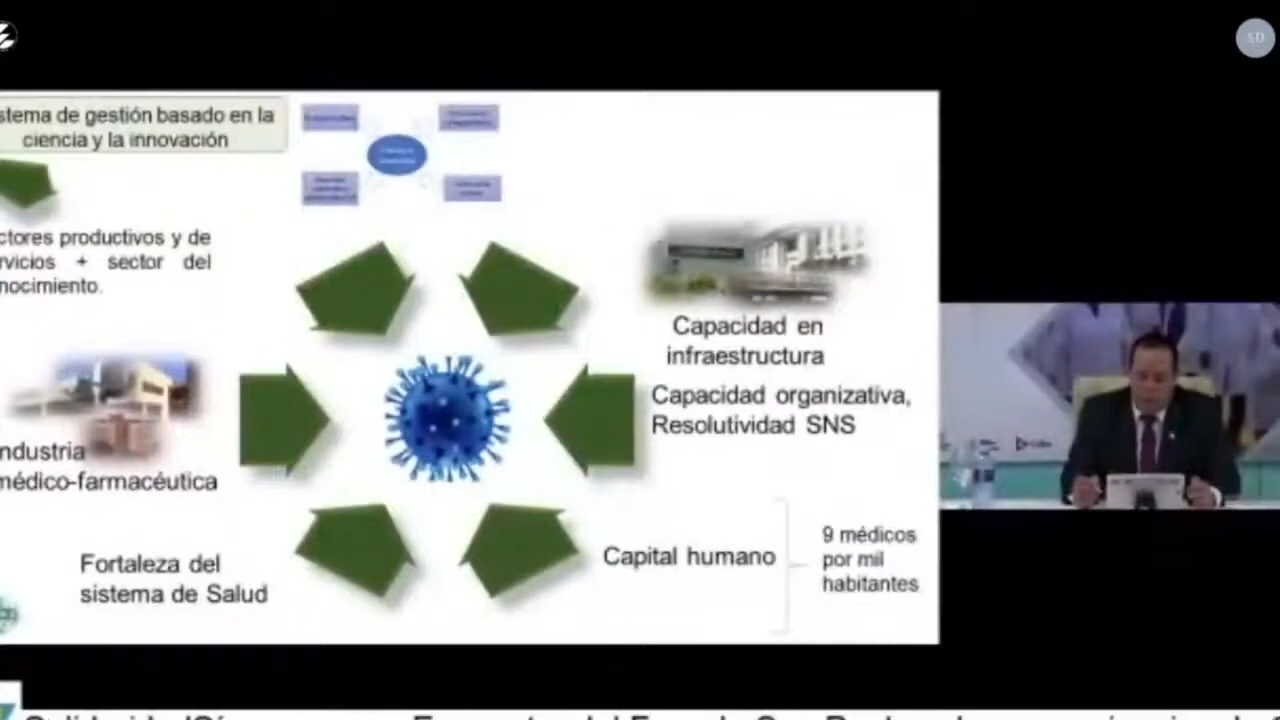 SD
stema de gestión basado en la
ciencia y la innovación
ctores productivos y de
rvicios + sector del
nocimiento.
Capacidad en
infraestructura
Capacidad organizativa,
Resolutividad SNS
ndustria
médico-farmacéutica
Fortaleza del
sistema de Salud
Capital humano
9 médicos
por mil
habitantes